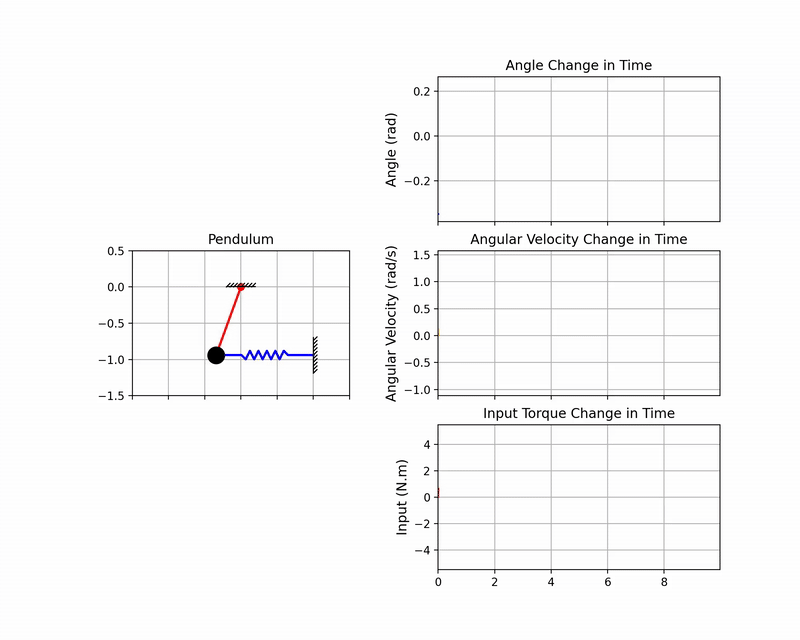 Angle Change in Time
0.2
0.0
−0.2
Angle (rad)
Pendulum
0.5
0.0
−0.5
−1.0
−1.5
Angular Velocity Change in Time
1.5
1.0
0.5
0.0
−0.5
−1.0
Angular Velocity (rad/s)
Input Torque Change in Time
4
2
0
−2
−4
Input (N.m)
0 2 4 6 8